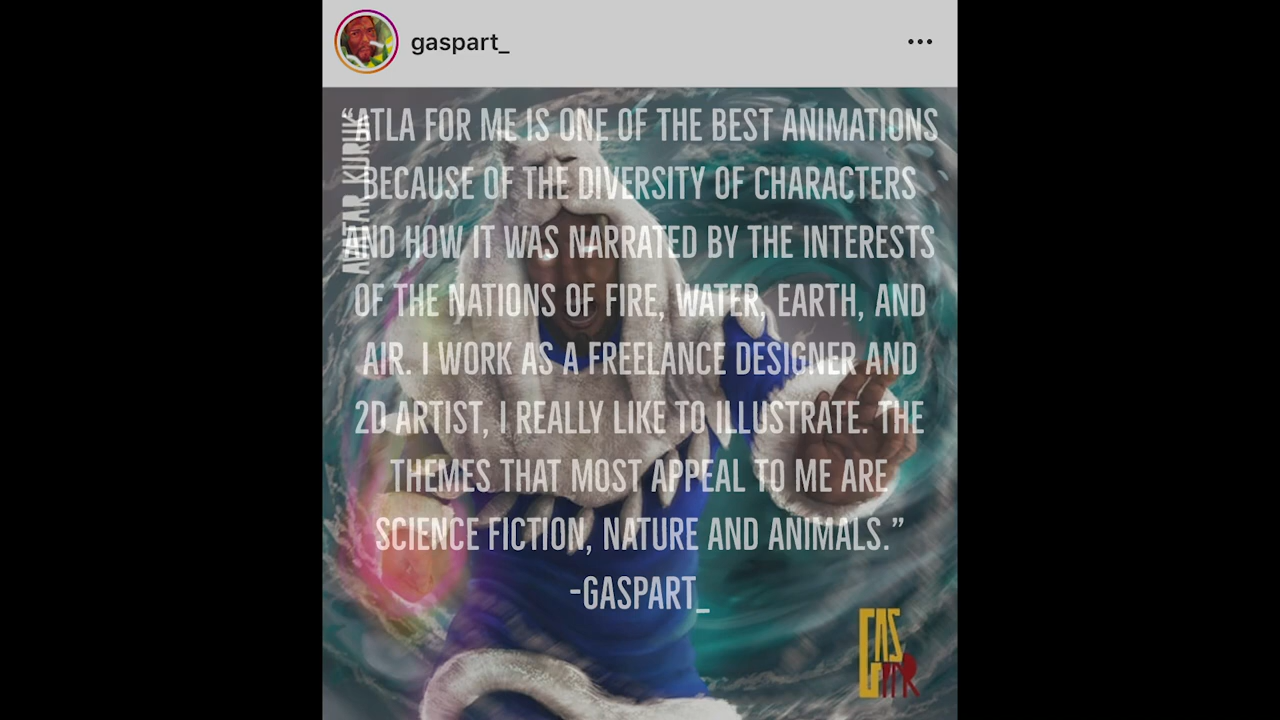 gaspart_
“ATLA FOR ME IS ONE OF THE BEST ANIMATIONS
BECAUSE OF THE DIVERSITY OF CHARACTERS
AND HOW IT WAS NARRATED BY THE INTERESTS
OF THE NATIONS OF FIRE, WATER, EARTH, AND
AIR. I WORK AS A FREELANCE DESIGNER AND
2D ARTIST, I REALLY LIKE TO ILLUSTRATE. THE
THEMES THAT MOST APPEAL TO ME ARE
SCIENCE FICTION, NATURE AND ANIMALS.”
-GASPART_
AVATAR KURUK
GAS
PAR